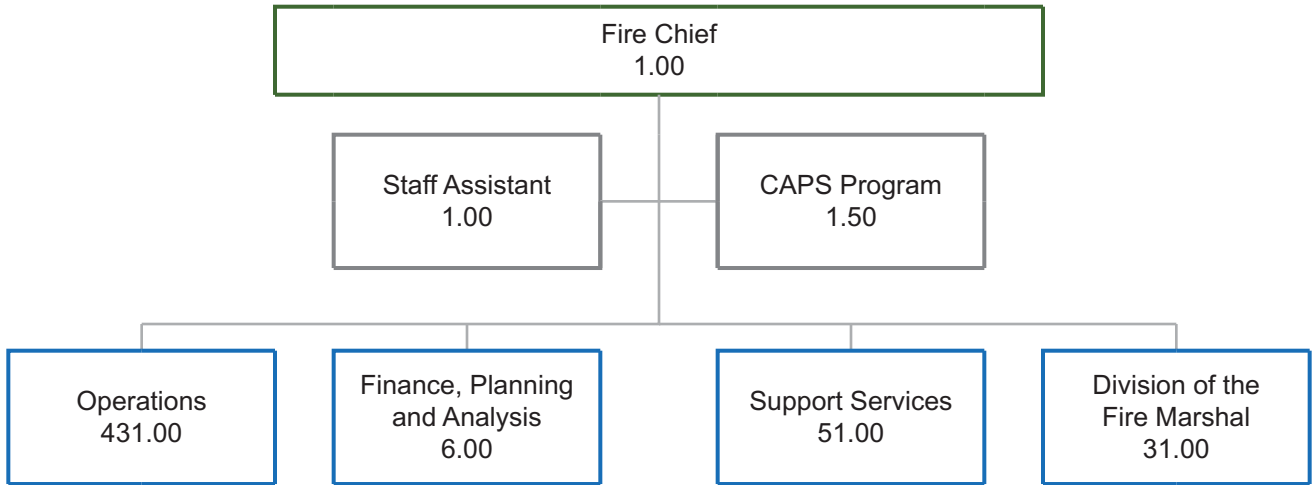 Fire Chief
1.00
Staff Assistant
1.00
CAPS Program
1.50
Operations
431.00
Finance, Planning
and Analysis
6.00
Support Services
51.00
Division of the
Fire Marshal
31.00